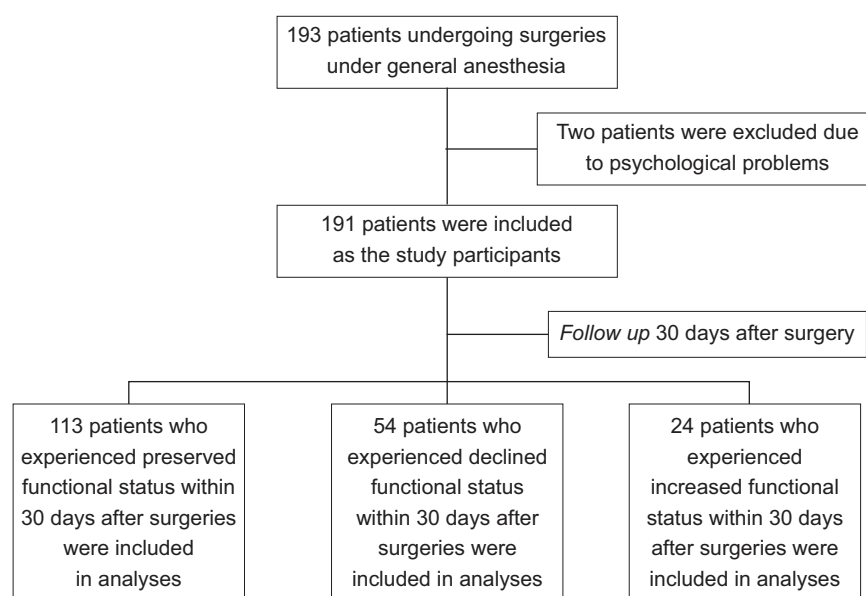 193 patients undergoing surgeries
under general anesthesia
Two patients were excluded due
to psychological problems
191 patients were included
as the study participants
Follow up 30 days after surgery
113 patients who
experienced preserved
functional status within
30 days after surgeries
were included
in analyses
54 patients who
experienced declined
functional status
within 30 days after
surgeries were
included in analyses
24 patients who
experienced
increased functional
status within 30 days
after surgeries were
included in analyses